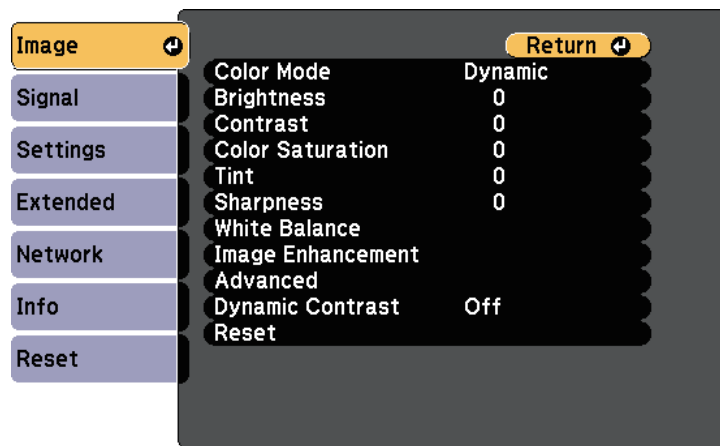 Image
Signal
Settings
Extended
Network
Info
Reset
Return
Color Mode Dynamic
Brightness 0
Contrast 0
Color Saturation 0
Tint 0
Sharpness 0
White Balance
Image Enhancement
Advanced
Dynamic Contrast Off
Reset